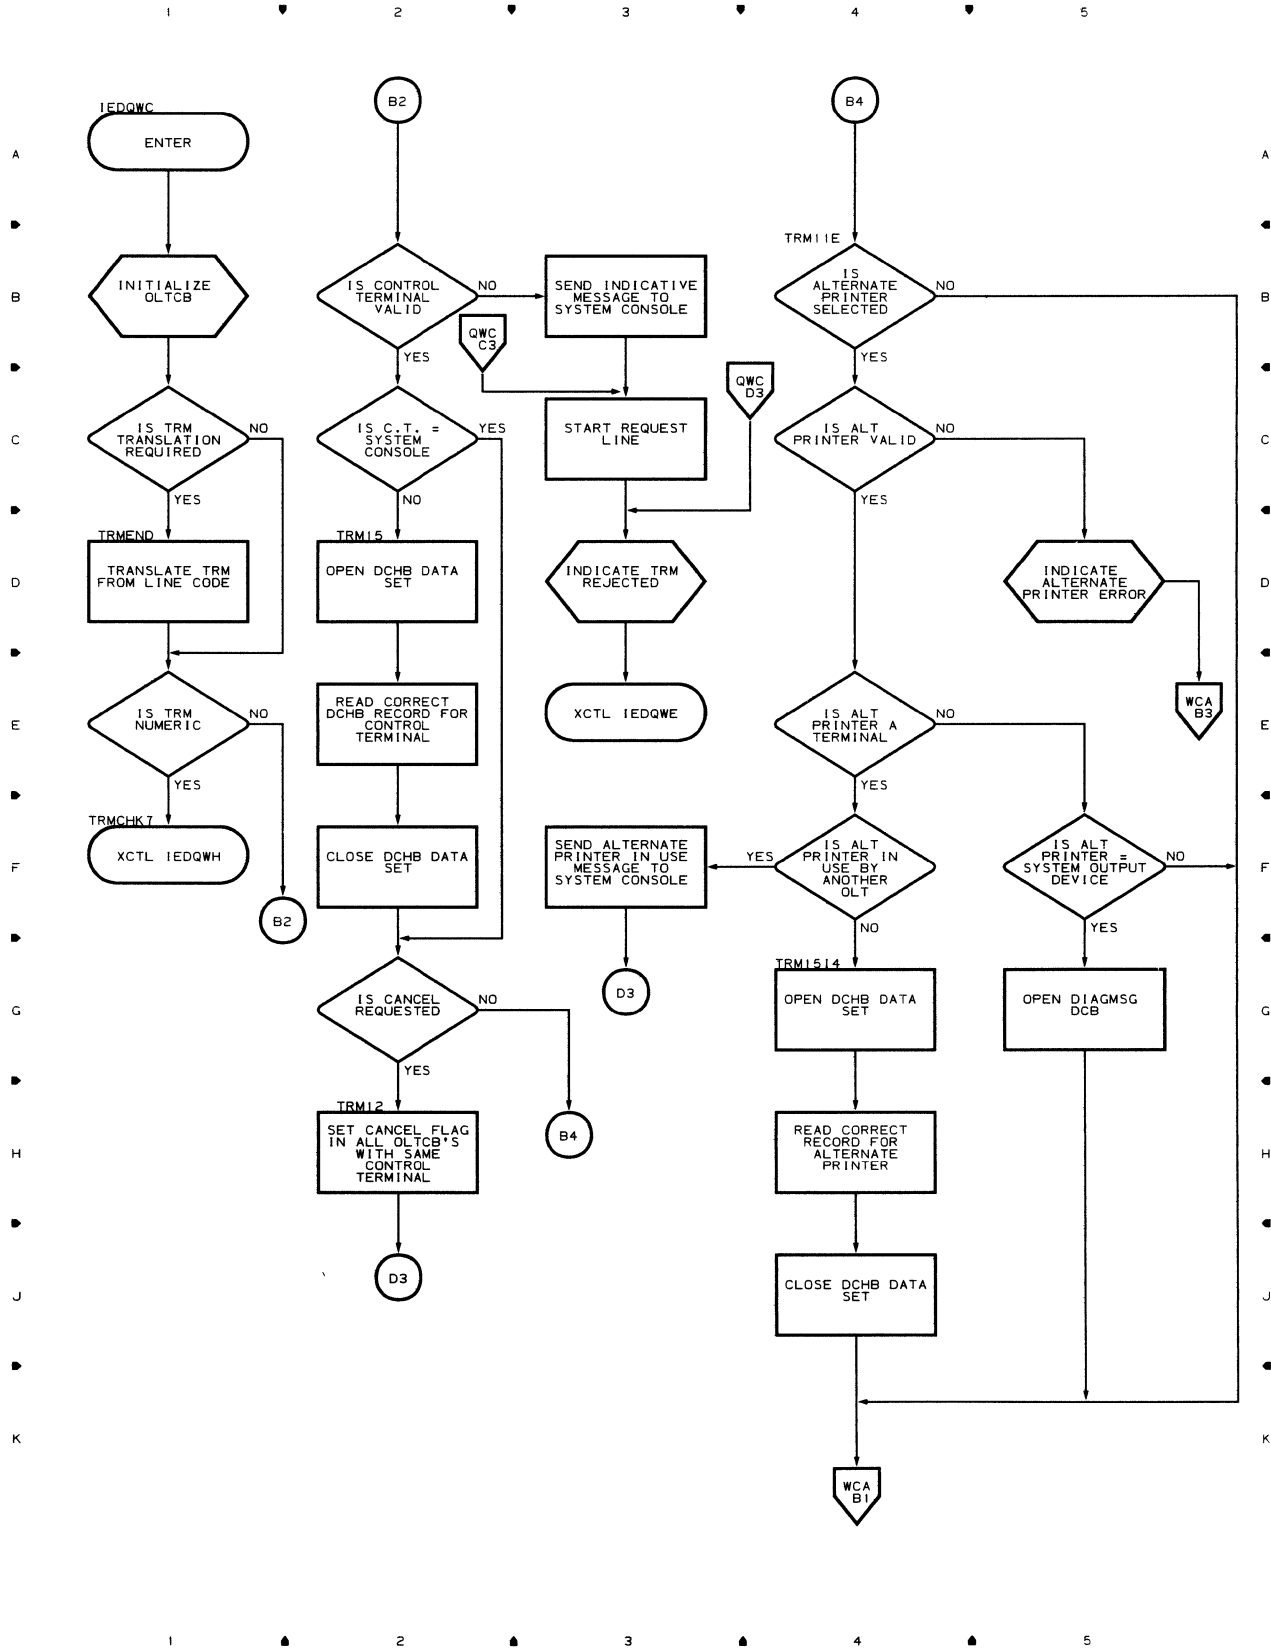 1 2 3 4 5
IEDQWC
ENTER
INITIALIZE
OLTCB
IS TRM
TRANSLATION
REQUIRED
NO
YES
TRMEND
TRANSLATE TRM
FROM LINE CODE
IS TRM
NUMERIC
NO
YES
TRMCHK7
XCTL IEDQWH
B2
B2
IS CONTROL
TERMINAL
VALID
NO
YES
IS C.T. =
SYSTEM
CONSOLE
YES
NO
TRM15
OPEN DCHB DATA
SET
READ CORRECT
DCHB RECORD FOR
CONTROL
TERMINAL
CLOSE DCHB DATA
SET
IS CANCEL
REQUESTED
NO
YES
TRM12
SET CANCEL FLAG
IN ALL OLTCB'S
WITH SAME
CONTROL
TERMINAL
D3
B4
SEND INDICATIVE
MESSAGE TO
SYSTEM CONSOLE
QWC
C3
START REQUEST
LINE
QWC
D3
INDICATE TRM
REJECTED
XCTL IEDQWE
SEND ALTERNATE
PRINTER IN USE
MESSAGE TO
SYSTEM CONSOLE
D3
B4
TRM11E
IS
ALTERNATE
PRINTER
SELECTED
NO
YES
IS ALT
PRINTER VALID
NO
YES
INDICATE
ALTERNATE
PRINTER ERROR
WCA
B3
IS ALT
PRINTER A
TERMINAL
NO
YES
IS ALT
PRINTER IN
USE BY
ANOTHER
OLT
YES
NO
TRM1514
OPEN DCHB DATA
SET
READ CORRECT
RECORD FOR
ALTERNATE
PRINTER
CLOSE DCHB DATA
SET
WCA
B1
IS ALT
PRINTER =
SYSTEM OUTPUT
DEVICE
NO
YES
OPEN DIAGMSG
DCB
A A
B B
C C
D D
E E
F F
G G
H H
J J
K K
1 2 3 4 5